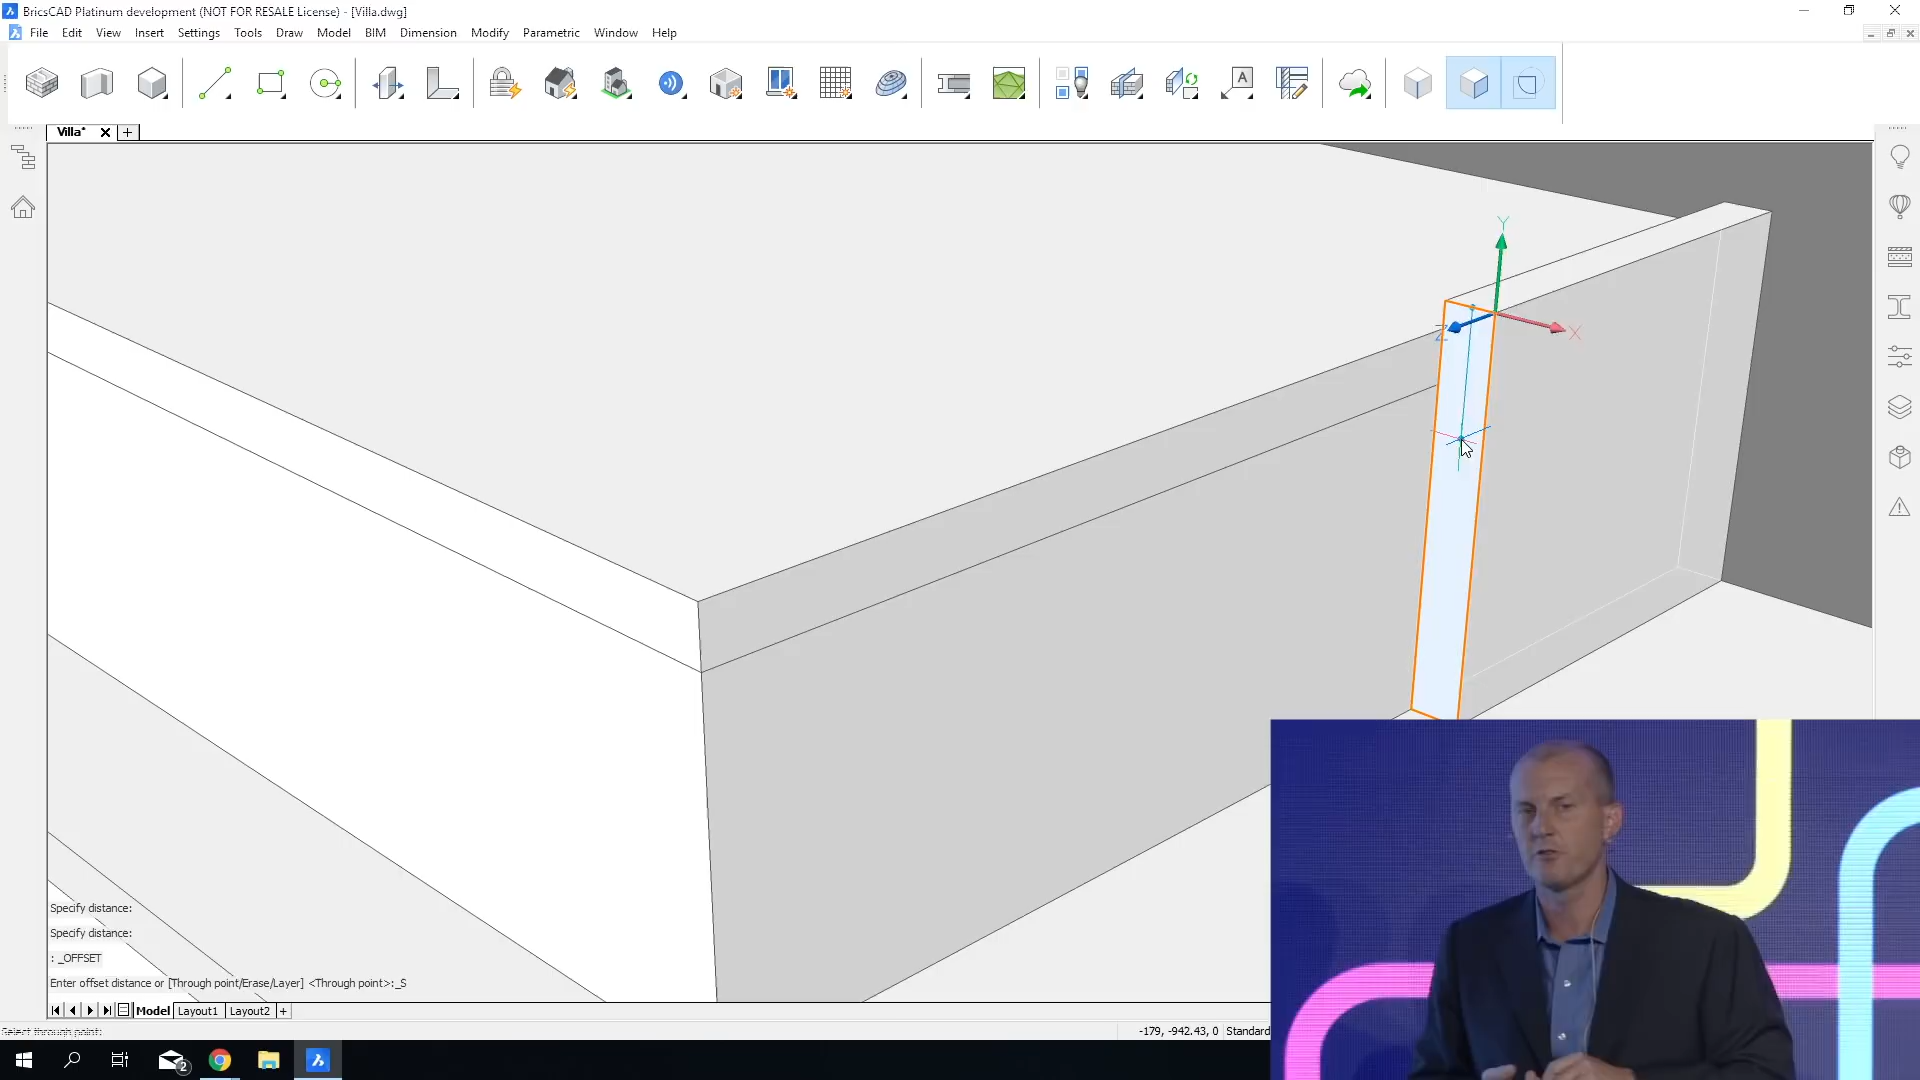 BricsCAD Platinum development (NOT FOR RESALE License) - [Villa.dwg]
File Edit View Insert Settings Tools Draw Model BIM Dimension Modify Parametric Window Help
A
Villa*
Y
Z
X
Specify distance:
Specify distance:
: _OFFSET
Enter offset distance or [Through point/Erase/Layer] <Through point>:_S
Model Layout1 Layout2 +
Select through point:
-179, -942.43, 0 Standard
2